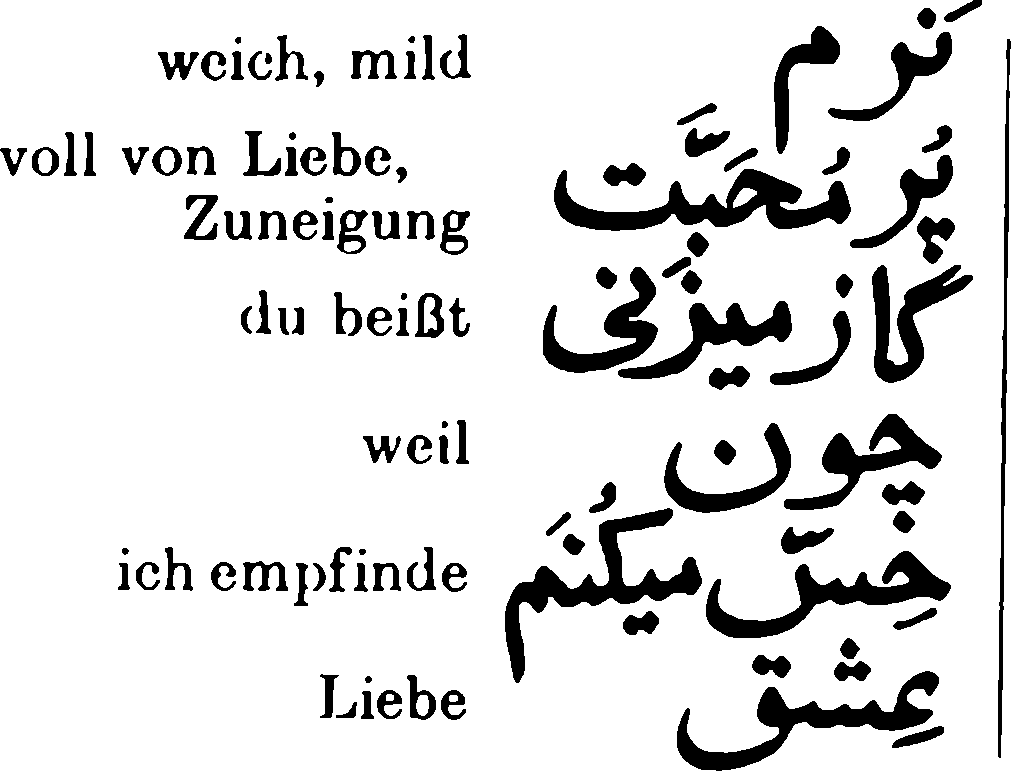 weich, mild نَرم
voll von Liebe, پُر مُحَبَّت
Zuneigung
du beißt گاز میزَنی
weil چون
ich empfinde خِسّ میکُنَم
Liebe عِشق